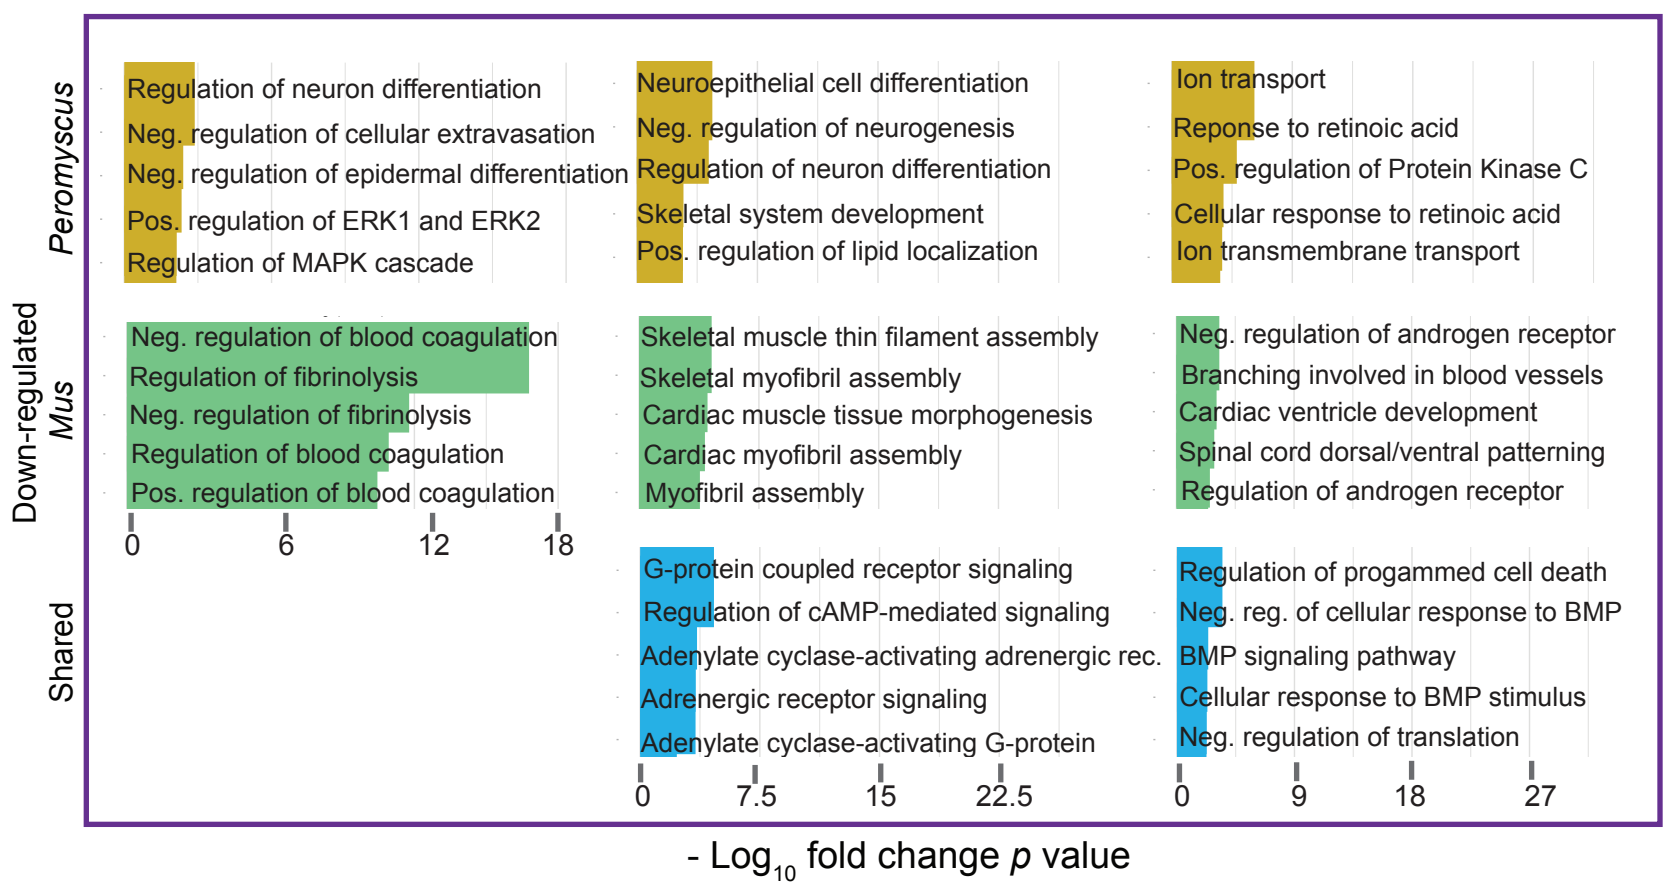 Down-regulated
Peromyscus
Regulation of neuron differentiation
Neg. regulation of cellular extravasation
Neg. regulation of epidermal differentiation
Pos. regulation of ERK1 and ERK2
Regulation of MAPK cascade
Neuroepithelial cell differentiation
Neg. regulation of neurogenesis
Regulation of neuron differentiation
Skeletal system development
Pos. regulation of lipid localization
Ion transport
Reponse to retinoic acid
Pos. regulation of Protein Kinase C
Cellular response to retinoic acid
Ion transmembrane transport
Mus
Neg. regulation of blood coagulation
Regulation of fibrinolysis
Neg. regulation of fibrinolysis
Regulation of blood coagulation
Pos. regulation of blood coagulation
0 6 12 18
Skeletal muscle thin filament assembly
Skeletal myofibril assembly
Cardiac muscle tissue morphogenesis
Cardiac myofibril assembly
Myofibril assembly
Neg. regulation of androgen receptor
Branching involved in blood vessels
Cardiac ventricle development
Spinal cord dorsal/ventral patterning
Regulation of androgen receptor
Shared
G-protein coupled receptor signaling
Regulation of cAMP-mediated signaling
Adenylate cyclase-activating adrenergic rec.
Adrenergic receptor signaling
Adenylate cyclase-activating G-protein
0 7.5 15 22.5
Regulation of progammed cell death
Neg. reg. of cellular response to BMP
BMP signaling pathway
Cellular response to BMP stimulus
Neg. regulation of translation
0 9 18 27
- Log10 fold change p value